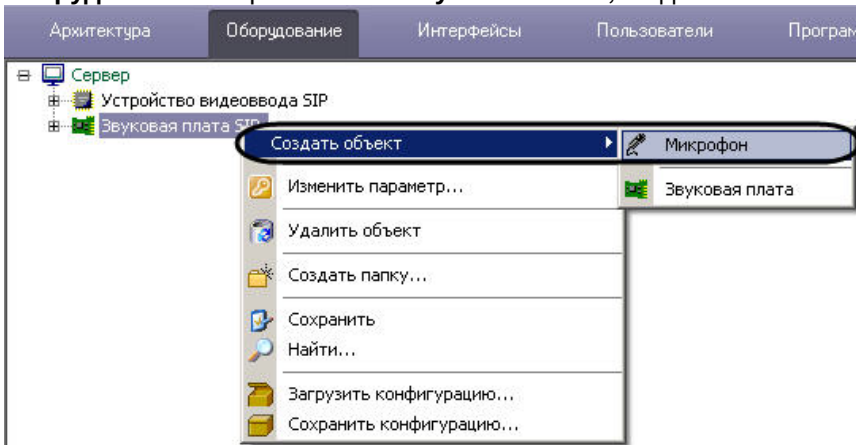 Архитектура Оборудование Интерфейсы Пользователи Програм
Сервер
Устройство видеоввода SIP
Звуковая плата SIP
Создать объект
Микрофон
Звуковая плата
Изменить параметр...
Удалить объект
Создать папку...
Сохранить
Найти...
Загрузить конфигурацию...
Сохранить конфигурацию...